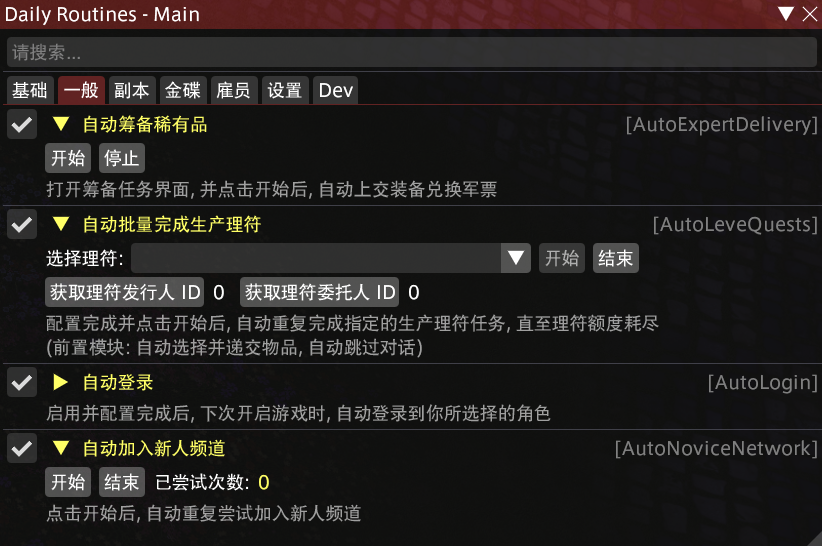 Daily Routines - Main
请搜索...
基础 一般 副本 金碟 雇员 设置 Dev
自动筹备稀有品 [AutoExpertDelivery]
开始 停止
打开筹备任务界面, 并点击开始后, 自动上交装备兑换军票
自动批量完成生产理符 [AutoLeveQuests]
选择理符: 开始 结束
获取理符发行人 ID 0 获取理符委托人 ID 0
配置完成并点击开始后, 自动重复完成指定的生产理符任务, 直至理符额度耗尽
(前置模块: 自动选择并递交物品, 自动跳过对话)
自动登录 [AutoLogin]
启用并配置完成后, 下次开启游戏时, 自动登录到你所选择的角色
自动加入新人频道 [AutoNoviceNetwork]
开始 结束 已尝试次数: 0
点击开始后, 自动重复尝试加入新人频道